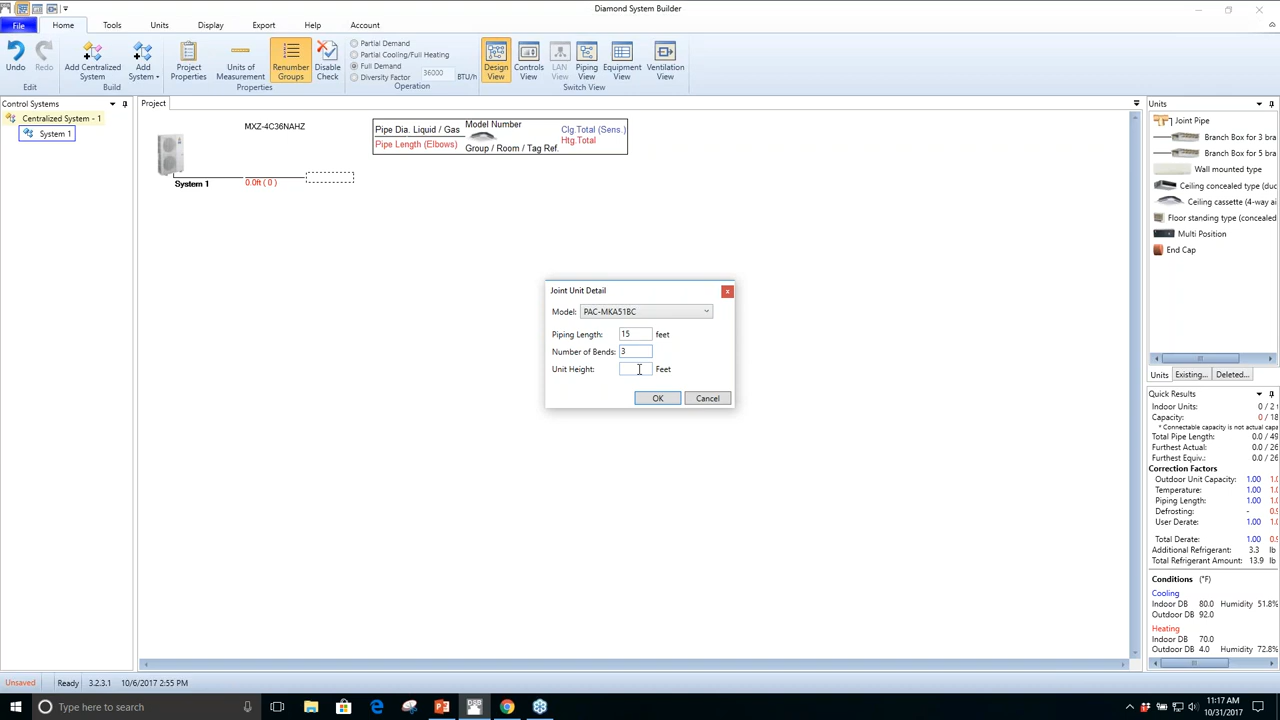 Diamond System Builder
File Home Tools Units Display Export Help Account
Undo Redo Add Centralized System Add System Project Properties Units of Measurement Renumber Groups Disable Check
Partial Demand
Partial Cooling/Full Heating
Full Demand
Diversity Factor 36000 BTU/h
Design View Controls View LAN View Piping View Equipment View Ventilation View
Edit Build Properties Operation Switch View
Control Systems
Centralized System - 1
System 1
Project
MXZ-4C36NAHZ
System 1
0.0ft ( 0 )
Pipe Dia. Liquid / Gas
Pipe Length (Elbows)
Model Number
Group / Room / Tag Ref.
Clg.Total (Sens.)
Htg.Total
Joint Unit Detail
x
Model: PAC-MKA51BC
Piping Length: 15 feet
Number of Bends: 3
Unit Height: Feet
OK Cancel
Units
Joint Pipe
Branch Box for 3 bra
Branch Box for 5 bra
Wall mounted type
Ceiling concealed type (duc
Ceiling cassette (4-way ai
Floor standing type (concealed
Multi Position
End Cap
Units Existing... Deleted...
Quick Results
Indoor Units: 0 / 2 t
Capacity: 0 / 18
* Connectable capacity is not actual capa
Total Pipe Length: 0.0 / 49
Furthest Actual: 0.0 / 26
Furthest Equiv.: 0.0 / 26
Correction Factors
Outdoor Unit Capacity: 1.00 1.0
Temperature: 1.00 1.0
Piping Length: 1.00 1.0
Defrosting: - 0.9
User Derate: 1.00 1.0
Total Derate: 1.00 0.9
Additional Refrigerant: 3.3 lb
Total Refrigerant Amount: 13.9 lb
Conditions (°F)
Cooling
Indoor DB 80.0 Humidity 51.8%
Outdoor DB 92.0
Heating
Indoor DB 70.0
Outdoor DB 4.0 Humidity 72.8%
Unsaved Ready 3.2.3.1 10/6/2017 2:55 PM
Type here to search
11:17 AM
10/31/2017